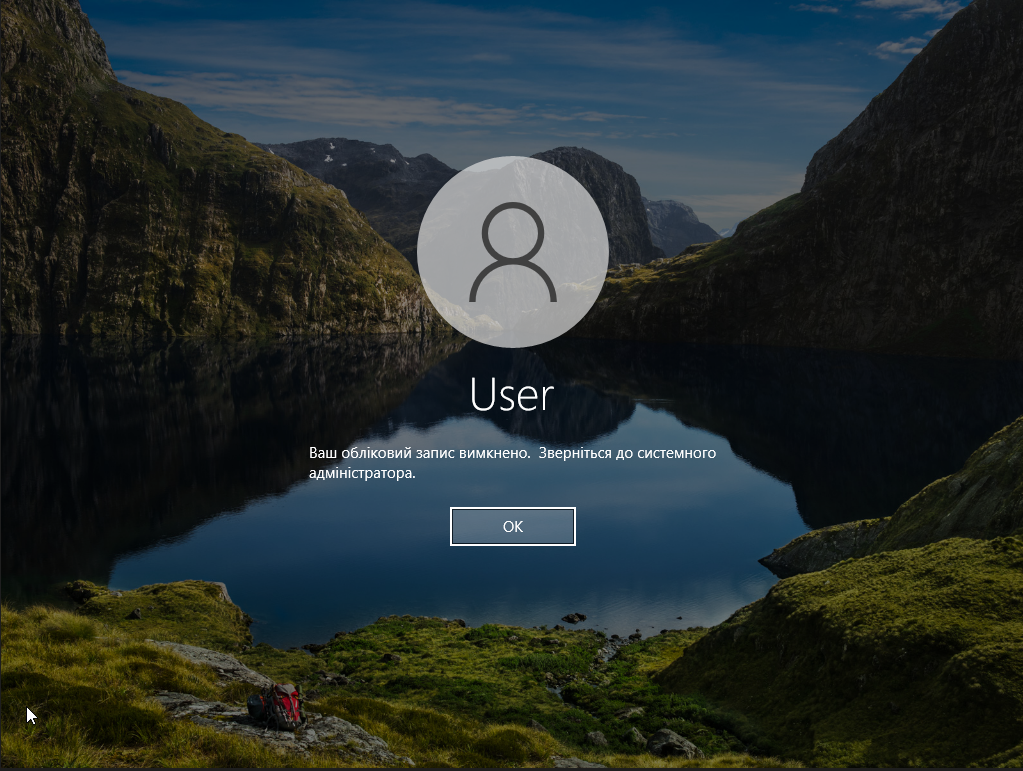 User
Ваш обліковий запис вимкнено.  Зверніться до системного
адміністратора.
OK